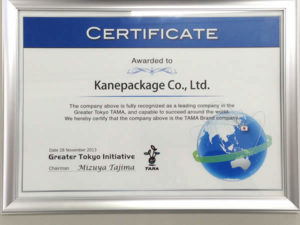 CERTIFICATE
Awarded to
Kanepackage Co., Ltd.
The company above is fully recognized as a leading company in the
Greater Tokyo TAMA, and capable to succeed around the world.
We hereby certify that the company above is the TAMA Brand company.
Date 28 November 2013
Greater Tokyo Initiative
Chairman Mizuya Tajima
TAMA